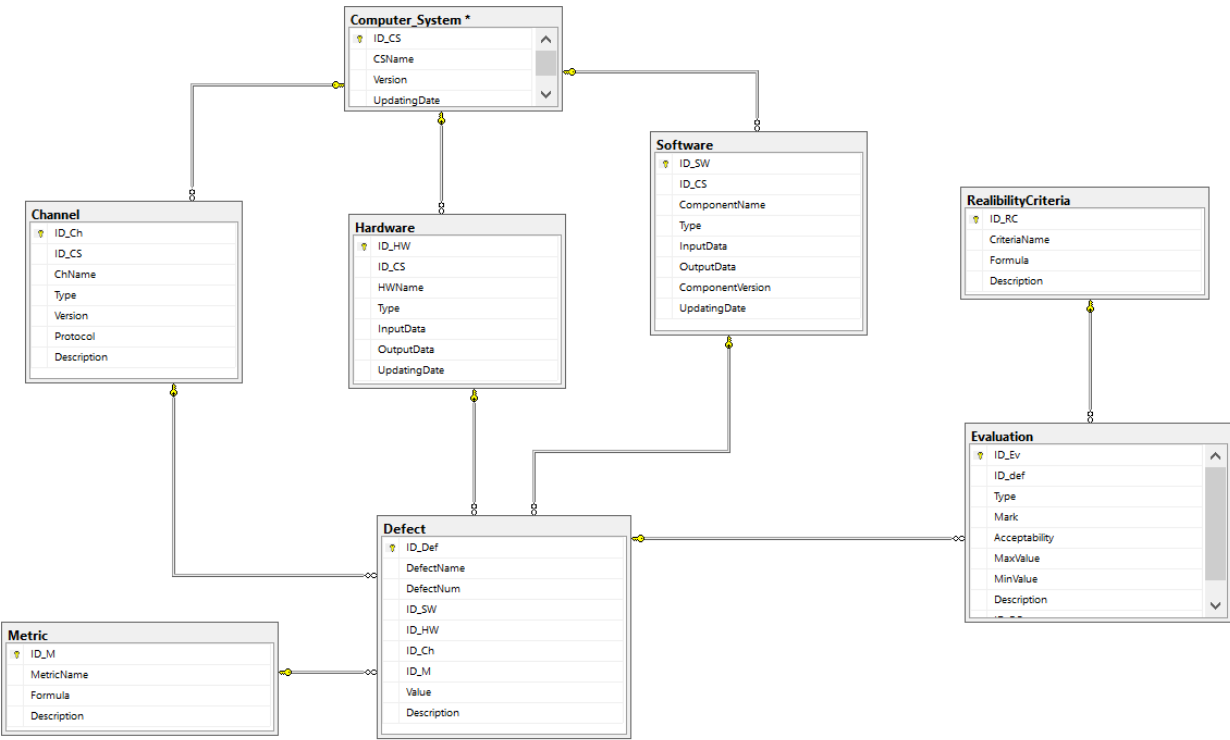 Computer_System *
ID_CS
CSName
Version
UpdatingDate
Channel
ID_Ch
ID_CS
ChName
Type
Version
Protocol
Description
Hardware
ID_HW
ID_CS
HWName
Type
InputData
OutputData
UpdatingDate
Software
ID_SW
ID_CS
ComponentName
Type
InputData
OutputData
ComponentVersion
UpdatingDate
RealibilityCriteria
ID_RC
CriteriaName
Formula
Description
Evaluation
ID_Ev
ID_def
Type
Mark
Acceptability
MaxValue
MinValue
Description
Defect
ID_Def
DefectName
DefectNum
ID_SW
ID_HW
ID_Ch
ID_M
Value
Description
Metric
ID_M
MetricName
Formula
Description